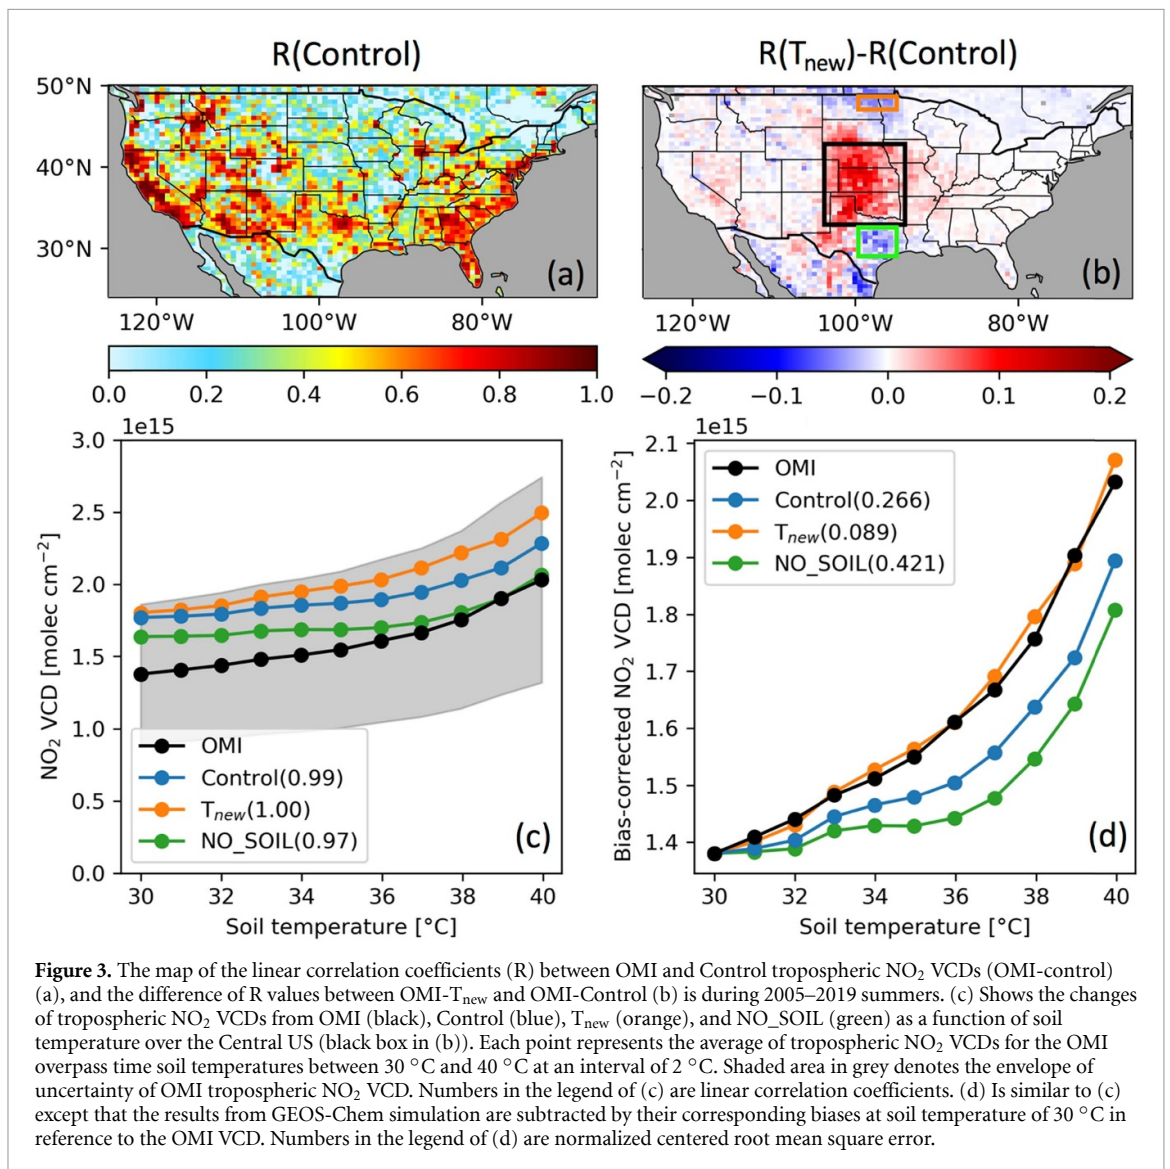 R(Control)
R(Tnew)-R(Control)
50°N
40°N
30°N
(a)
(b)
120°W 100°W 80°W
120°W 100°W 80°W
0.0 0.2 0.4 0.6 0.8 1.0
−0.2 −0.1 0.0 0.1 0.2
1e15
3.0
2.5
2.0
1.5
1.0
0.5
0.0
NO2 VCD [molec cm−2]
OMI
Control(0.99)
Tnew(1.00)
NO_SOIL(0.97)
(c)
30 32 34 36 38 40
Soil temperature [°C]
1e15
2.1
2.0
1.9
1.8
1.7
1.6
1.5
1.4
Bias-corrected NO2 VCD [molec cm−2]
OMI
Control(0.266)
Tnew(0.089)
NO_SOIL(0.421)
(d)
30 32 34 36 38 40
Soil temperature [°C]
Figure 3. The map of the linear correlation coefficients (R) between OMI and Control tropospheric NO2 VCDs (OMI-control)
(a), and the difference of R values between OMI-Tnew and OMI-Control (b) is during 2005–2019 summers. (c) Shows the changes
of tropospheric NO2 VCDs from OMI (black), Control (blue), Tnew (orange), and NO_SOIL (green) as a function of soil
temperature over the Central US (black box in (b)). Each point represents the average of tropospheric NO2 VCDs for the OMI
overpass time soil temperatures between 30 °C and 40 °C at an interval of 2 °C. Shaded area in grey denotes the envelope of
uncertainty of OMI tropospheric NO2 VCD. Numbers in the legend of (c) are linear correlation coefficients. (d) Is similar to (c)
except that the results from GEOS-Chem simulation are subtracted by their corresponding biases at soil temperature of 30 °C in
reference to the OMI VCD. Numbers in the legend of (d) are normalized centered root mean square error.